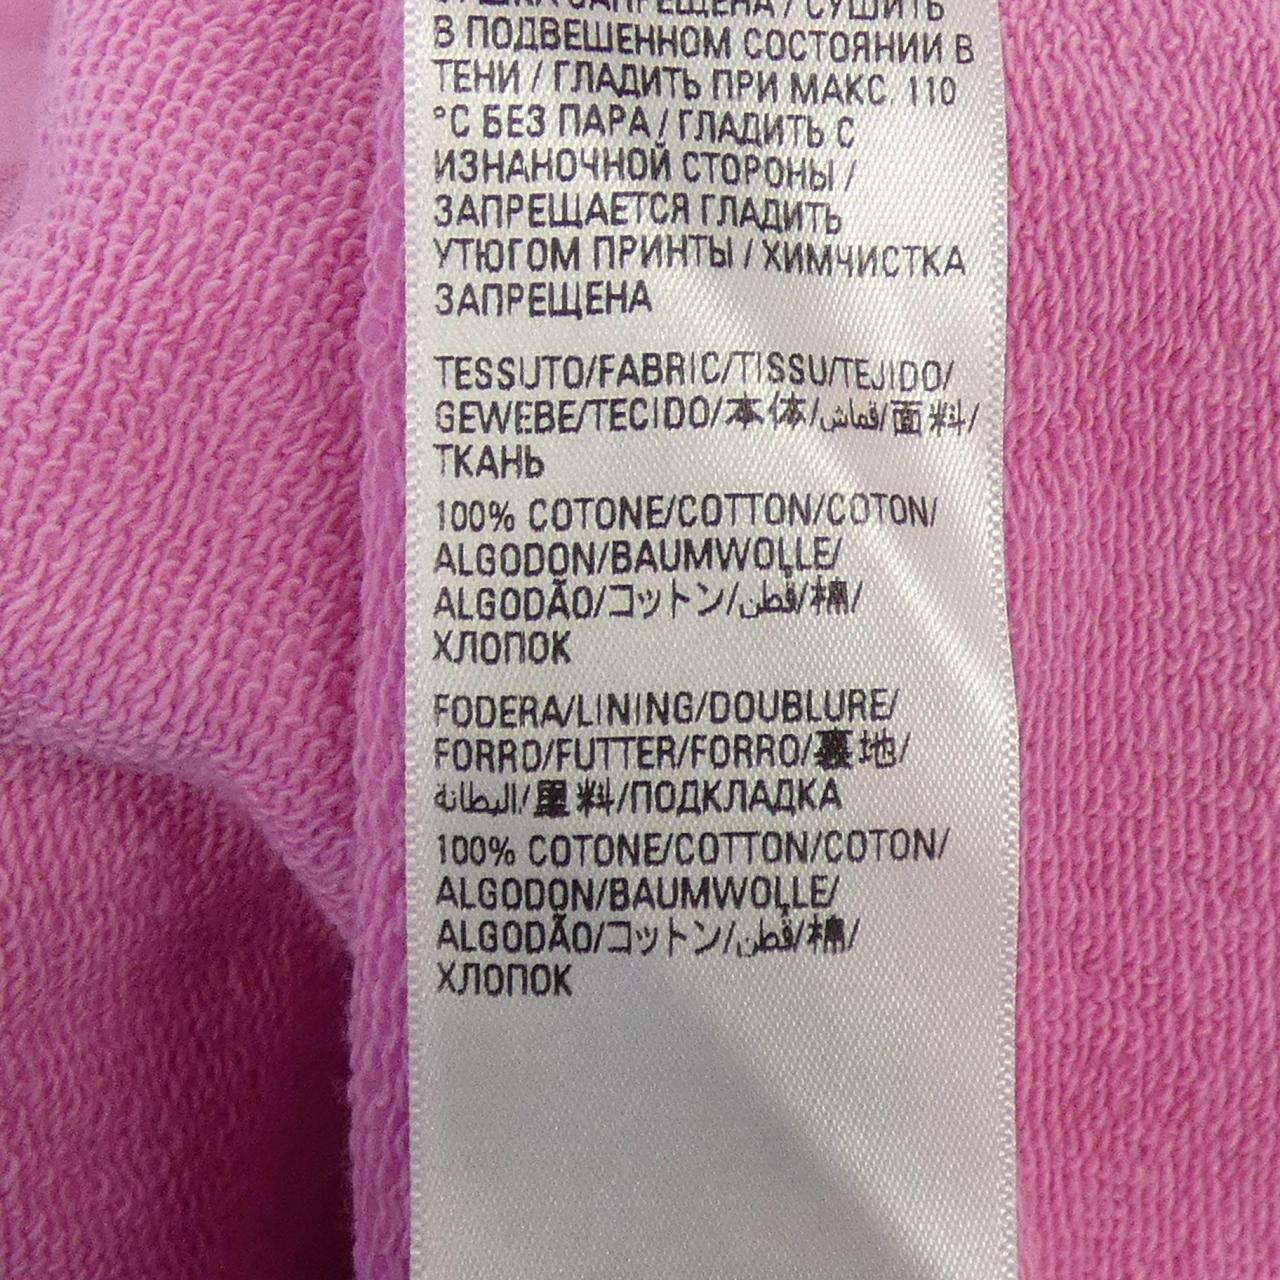 СУШКА ЗАПРЕЩЕНА / СУШИТЬ
В ПОДВЕШЕННОМ СОСТОЯНИИ В
ТЕНИ / ГЛАДИТЬ ПРИ МАКС. 110
°C БЕЗ ПАРА / ГЛАДИТЬ С
ИЗНАНОЧНОЙ СТОРОНЫ /
ЗАПРЕЩАЕТСЯ ГЛАДИТЬ
УТЮГОМ ПРИНТЫ / ХИМЧИСТКА
ЗАПРЕЩЕНА
TESSUTO/FABRIC/TISSU/TEJIDO/
GEWEBE/TECIDO/本体/قماش/面料/
ТКАНЬ
100% COTONE/COTTON/COTON/
ALGODON/BAUMWOLLE/
ALGODÃO/コットン/قطن/棉/
ХЛОПОК
FODERA/LINING/DOUBLURE/
FORRO/FUTTER/FORRO/裏地/
البطانة/里料/ПОДКЛАДКА
100% COTONE/COTTON/COTON/
ALGODON/BAUMWOLLE/
ALGODÃO/コットン/قطن/棉/
ХЛОПОК